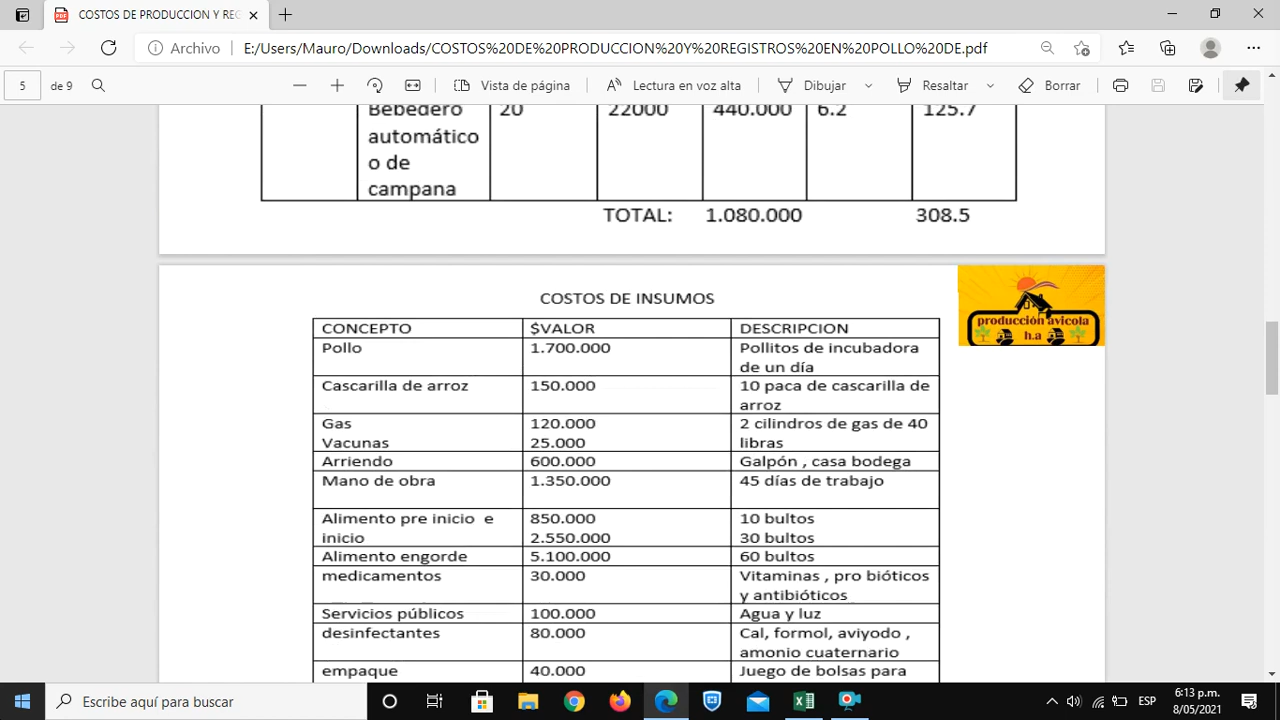 COSTOS DE PRODUCCION Y REG
Archivo E:/Users/Mauro/Downloads/COSTOS%20DE%20PRODUCCION%20Y%20REGISTROS%20EN%20POLLO%20DE.pdf
5 de 9 Vista de página Lectura en voz alta Dibujar Resaltar Borrar
Bebedero 20 22000 440.000 6.2 125.7
automático
o de
campana
TOTAL: 1.080.000 308.5
COSTOS DE INSUMOS
producción avicola
h.a
CONCEPTO $VALOR DESCRIPCION
Pollo 1.700.000 Pollitos de incubadora
de un día
Cascarilla de arroz 150.000 10 paca de cascarilla de
arroz
Gas 120.000 2 cilindros de gas de 40
Vacunas 25.000 libras
Arriendo 600.000 Galpón , casa bodega
Mano de obra 1.350.000 45 días de trabajo
Alimento pre inicio e 850.000 10 bultos
inicio 2.550.000 30 bultos
Alimento engorde 5.100.000 60 bultos
medicamentos 30.000 Vitaminas , pro bióticos
y antibióticos
Servicios públicos 100.000 Agua y luz
desinfectantes 80.000 Cal, formol, aviyodo ,
amonio cuaternario
empaque 40.000 Juego de bolsas para
Escribe aquí para buscar ESP 6:13 p.m.
8/05/2021